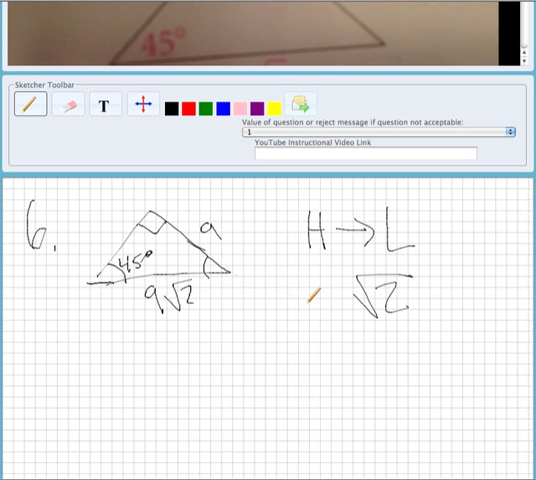 45°
Sketcher Toolbar
T
Value of question or reject message if question not acceptable:
1
YouTube Instructional Video Link
6.
45°
9
9√2
H → L
√2